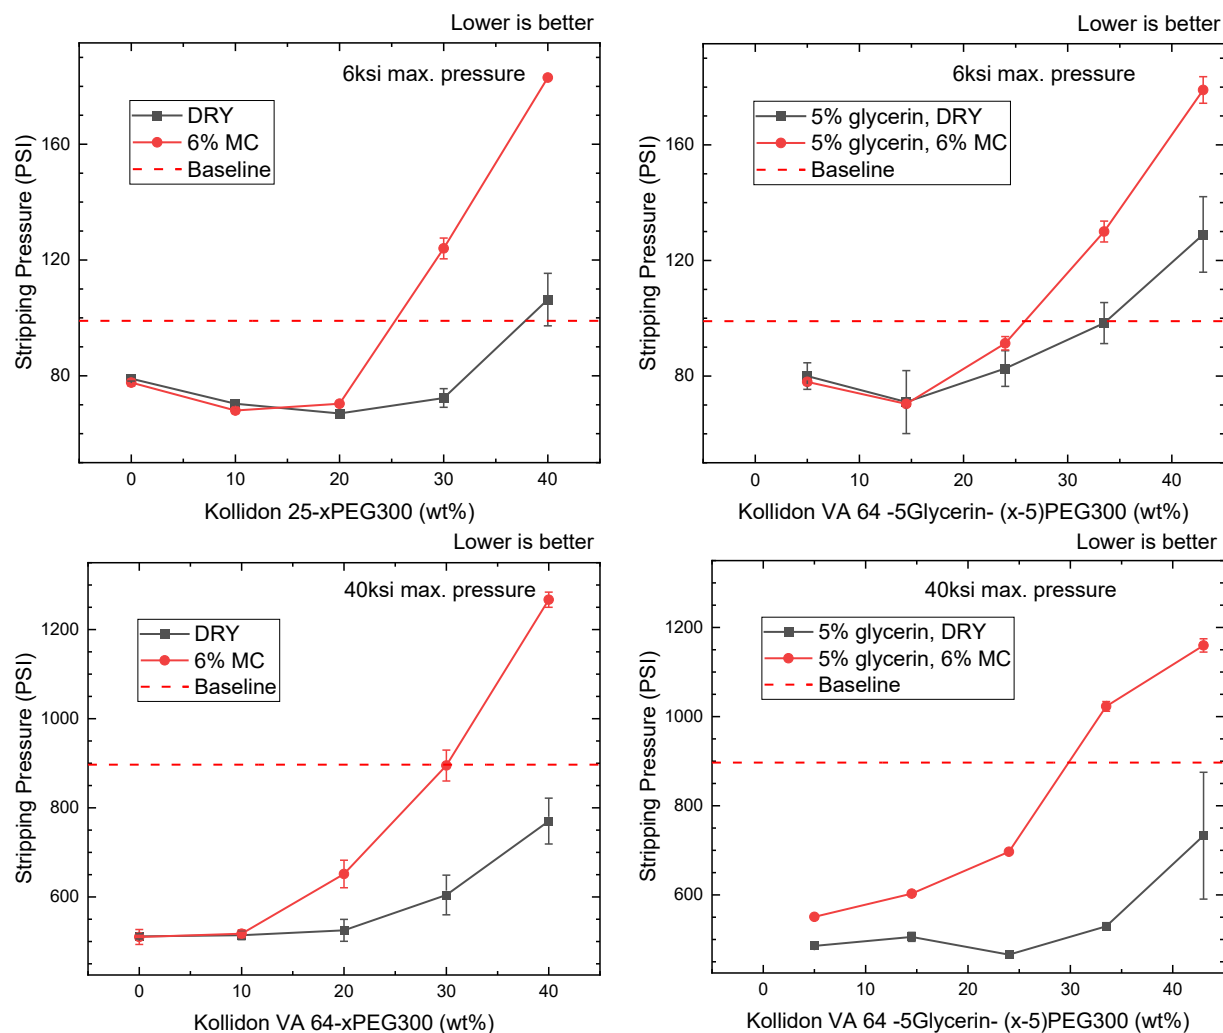 Lower is better
6ksi max. pressure
DRY
6% MC
Baseline
Stripping Pressure (PSI)
160
120
80
0 10 20 30 40
Kollidon 25-xPEG300 (wt%)
Lower is better
6ksi max. pressure
5% glycerin, DRY
5% glycerin, 6% MC
Baseline
Stripping Pressure (PSI)
160
120
80
0 10 20 30 40
Kollidon VA 64 -5Glycerin- (x-5)PEG300 (wt%)
Lower is better
40ksi max. pressure
DRY
6% MC
Baseline
Stripping Pressure (PSI)
1200
1000
800
600
0 10 20 30 40
Kollidon VA 64-xPEG300 (wt%)
Lower is better
40ksi max. pressure
5% glycerin, DRY
5% glycerin, 6% MC
Baseline
Stripping Pressure (PSI)
1200
1000
800
600
0 10 20 30 40
Kollidon VA 64 -5Glycerin- (x-5)PEG300 (wt%)